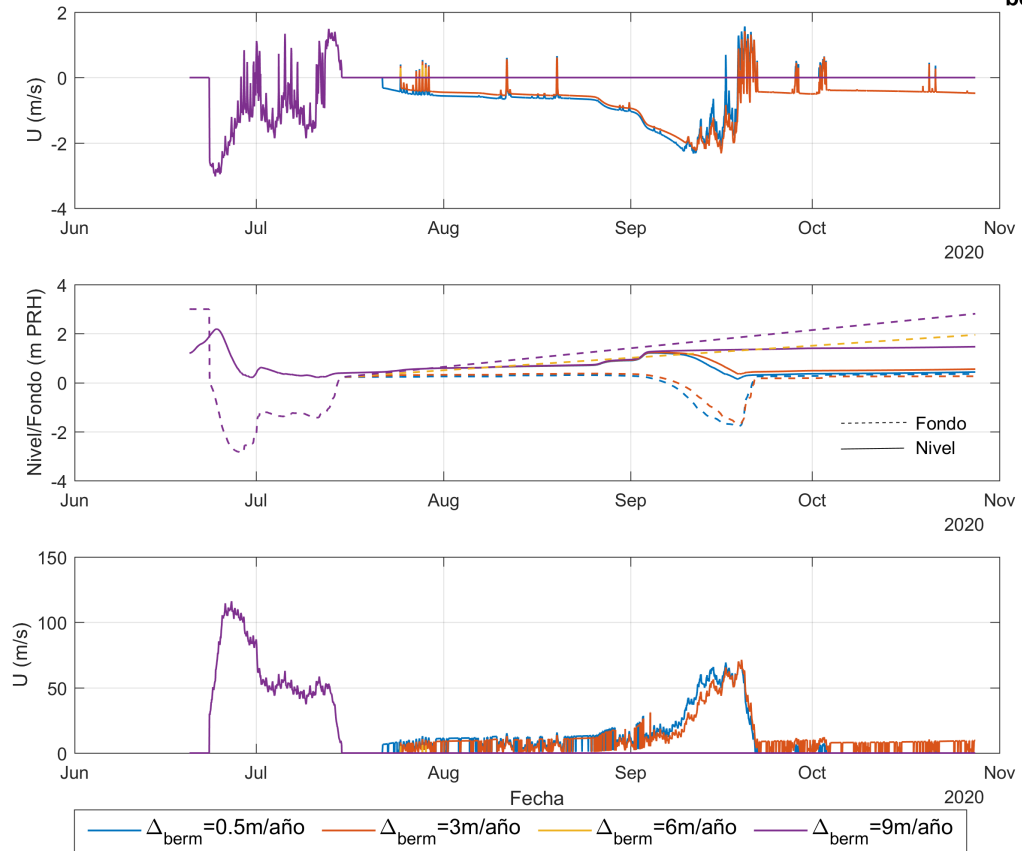 be
2
0
-2
-4
U (m/s)
Jun Jul Aug Sep Oct Nov
2020
4
2
0
-2
-4
Nivel/Fondo (m PRH)
Fondo
Nivel
Jun Jul Aug Sep Oct Nov
2020
150
100
50
0
U (m/s)
Jun Jul Aug Sep Oct Nov
Fecha
2020
Δberm=0.5m/año Δberm=3m/año Δberm=6m/año Δberm=9m/año